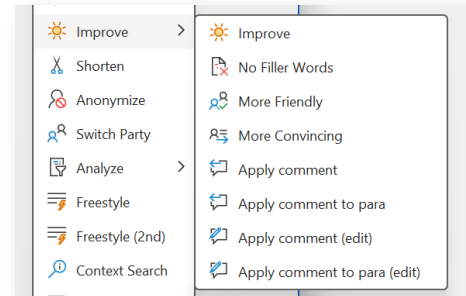 Improve
Shorten
Anonymize
Switch Party
Analyze
Freestyle
Freestyle (2nd)
Context Search
Improve
No Filler Words
More Friendly
More Convincing
Apply comment
Apply comment to para
Apply comment (edit)
Apply comment to para (edit)